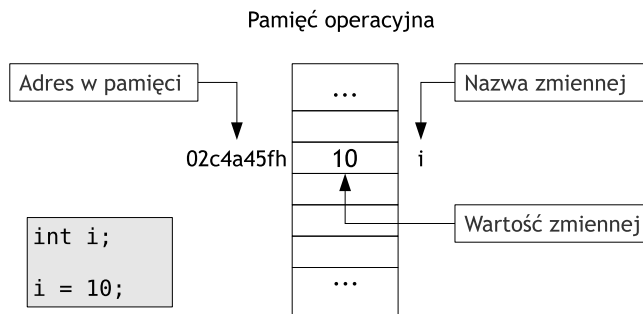 Pamięć operacyjna
Adres w pamięci
...
Nazwa zmiennej
02c4a45fh
10
i
Wartość zmiennej
int i;
i = 10;
...